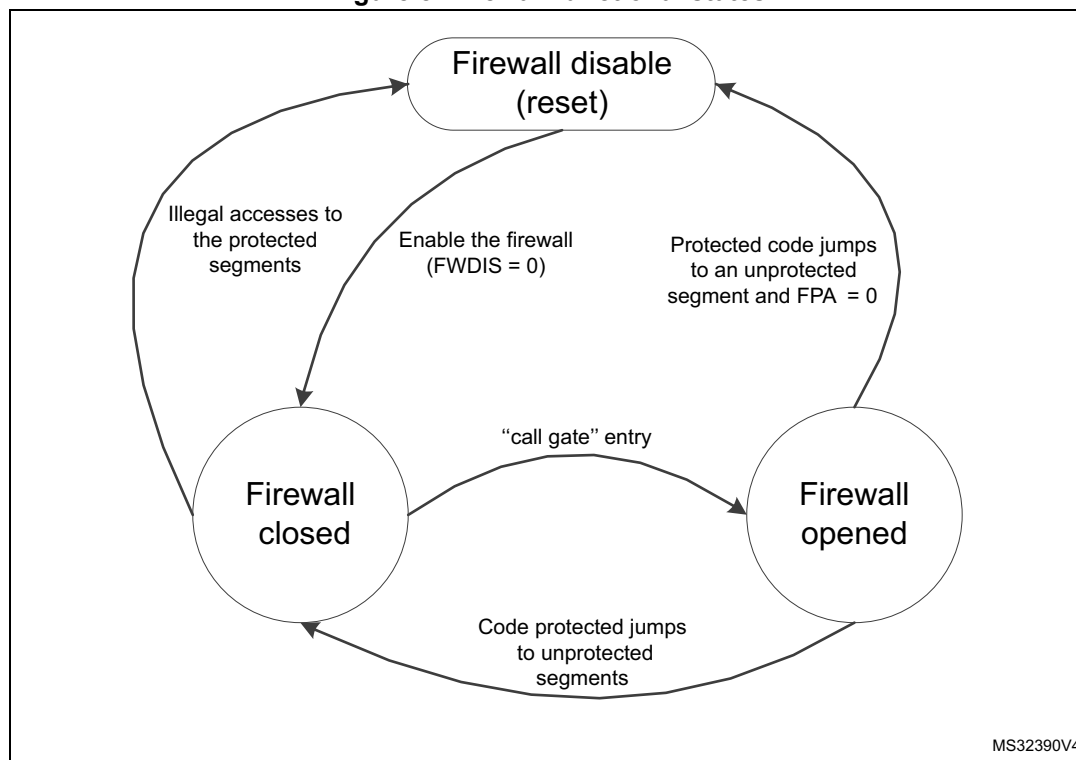 Firewall disable
(reset)
Illegal accesses to
the protected
segments
Enable the firewall
(FWDIS = 0)
Protected code jumps
to an unprotected
segment and FPA  = 0
“call gate” entry
Firewall
closed
Firewall
opened
Code protected jumps
to unprotected
segments
MS32390V4